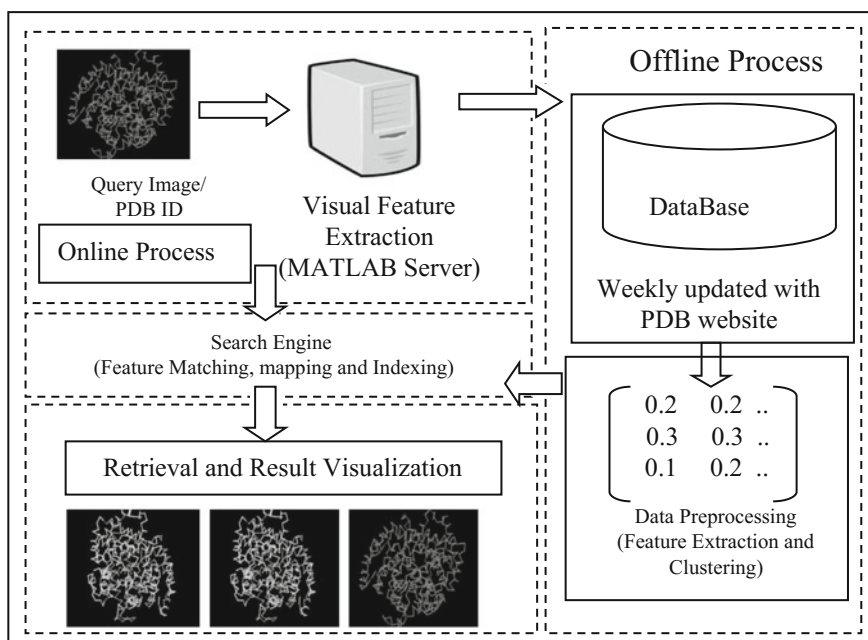 Query Image/
PDB ID
Online Process
Visual Feature
Extraction
(MATLAB Server)
Offline Process
DataBase
Weekly updated with
PDB website
Search Engine
(Feature Matching, mapping and Indexing)
0.2 0.2 ..
0.3 0.3 ..
0.1 0.2 ..
Data Preprocessing
(Feature Extraction and
Clustering)
Retrieval and Result Visualization